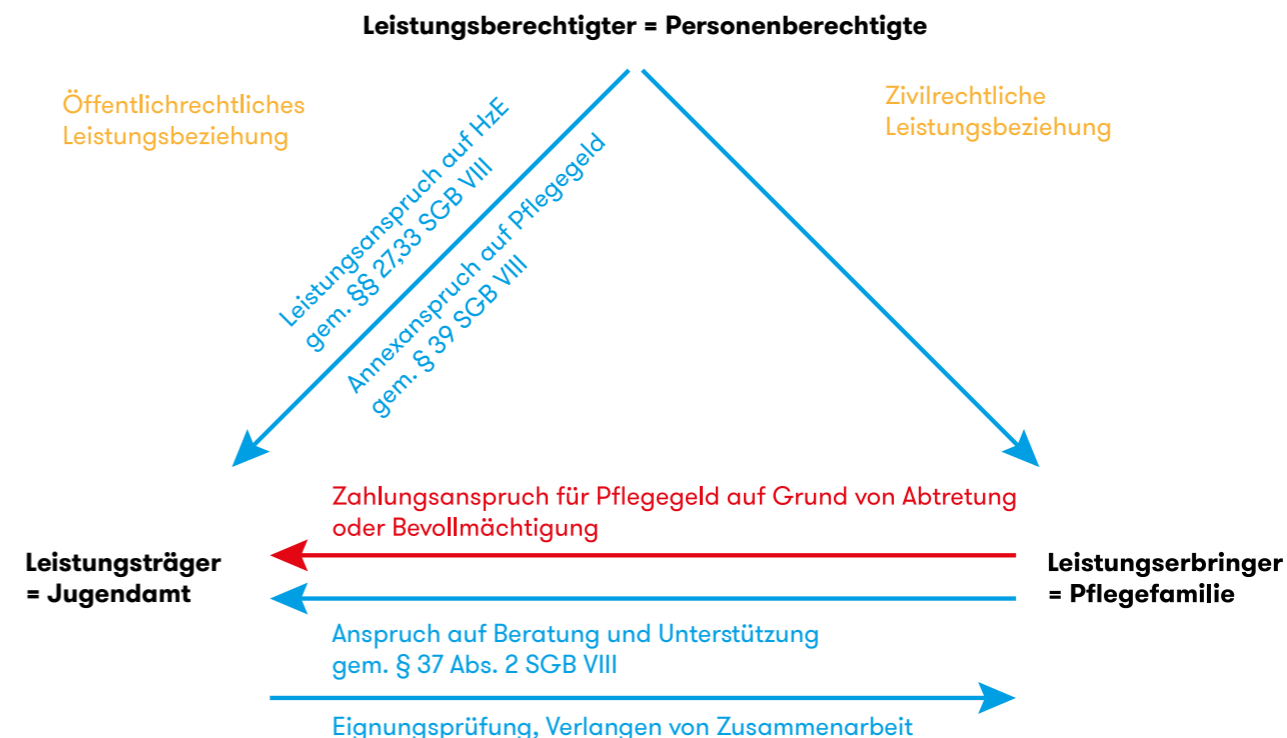 Leistungsberechtigter = Personenberechtigte
Öffentlichrechtliches
Leistungsbeziehung
Zivilrechtliche
Leistungsbeziehung
Leistungsanspruch auf HzE
gem. §§ 27,33 SGB VIII
Annexanspruch auf Pflegegeld
gem. § 39 SGB VIII
Zahlungsanspruch für Pflegegeld auf Grund von Abtretung
oder Bevollmächtigung
Leistungsträger
= Jugendamt
Leistungserbringer
= Pflegefamilie
Anspruch auf Beratung und Unterstützung
gem. § 37 Abs. 2 SGB VIII
Eignungsprüfung, Verlangen von Zusammenarbeit